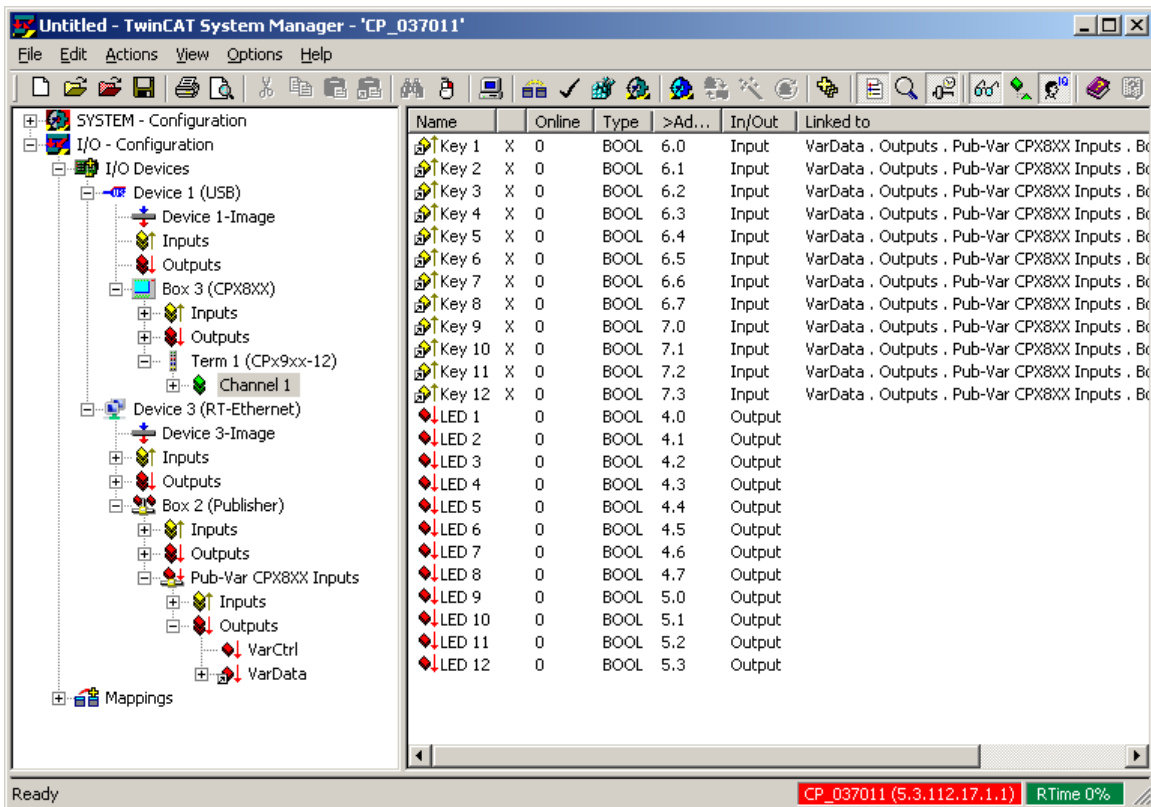 Untitled - TwinCAT System Manager - 'CP_037011'
File Edit Actions View Options Help
SYSTEM - Configuration
I/O - Configuration
I/O Devices
Device 1 (USB)
Device 1-Image
Inputs
Outputs
Box 3 (CPX8XX)
Inputs
Outputs
Term 1 (CPx9xx-12)
Channel 1
Device 3 (RT-Ethernet)
Device 3-Image
Inputs
Outputs
Box 2 (Publisher)
Inputs
Outputs
Pub-Var CPX8XX Inputs
Inputs
Outputs
VarCtrl
VarData
Mappings
Name Online Type >Ad... In/Out Linked to
Key 1 X 0 BOOL 6.0 Input VarData . Outputs . Pub-Var CPX8XX Inputs .
Key 2 X 0 BOOL 6.1 Input VarData . Outputs . Pub-Var CPX8XX Inputs .
Key 3 X 0 BOOL 6.2 Input VarData . Outputs . Pub-Var CPX8XX Inputs .
Key 4 X 0 BOOL 6.3 Input VarData . Outputs . Pub-Var CPX8XX Inputs .
Key 5 X 0 BOOL 6.4 Input VarData . Outputs . Pub-Var CPX8XX Inputs .
Key 6 X 0 BOOL 6.5 Input VarData . Outputs . Pub-Var CPX8XX Inputs .
Key 7 X 0 BOOL 6.6 Input VarData . Outputs . Pub-Var CPX8XX Inputs .
Key 8 X 0 BOOL 6.7 Input VarData . Outputs . Pub-Var CPX8XX Inputs .
Key 9 X 0 BOOL 7.0 Input VarData . Outputs . Pub-Var CPX8XX Inputs .
Key 10 X 0 BOOL 7.1 Input VarData . Outputs . Pub-Var CPX8XX Inputs .
Key 11 X 0 BOOL 7.2 Input VarData . Outputs . Pub-Var CPX8XX Inputs .
Key 12 X 0 BOOL 7.3 Input VarData . Outputs . Pub-Var CPX8XX Inputs .
LED 1 0 BOOL 4.0 Output
LED 2 0 BOOL 4.1 Output
LED 3 0 BOOL 4.2 Output
LED 4 0 BOOL 4.3 Output
LED 5 0 BOOL 4.4 Output
LED 6 0 BOOL 4.5 Output
LED 7 0 BOOL 4.6 Output
LED 8 0 BOOL 4.7 Output
LED 9 0 BOOL 5.0 Output
LED 10 0 BOOL 5.1 Output
LED 11 0 BOOL 5.2 Output
LED 12 0 BOOL 5.3 Output
Ready CP_037011 (5.3.112.17.1.1) RTime 0%